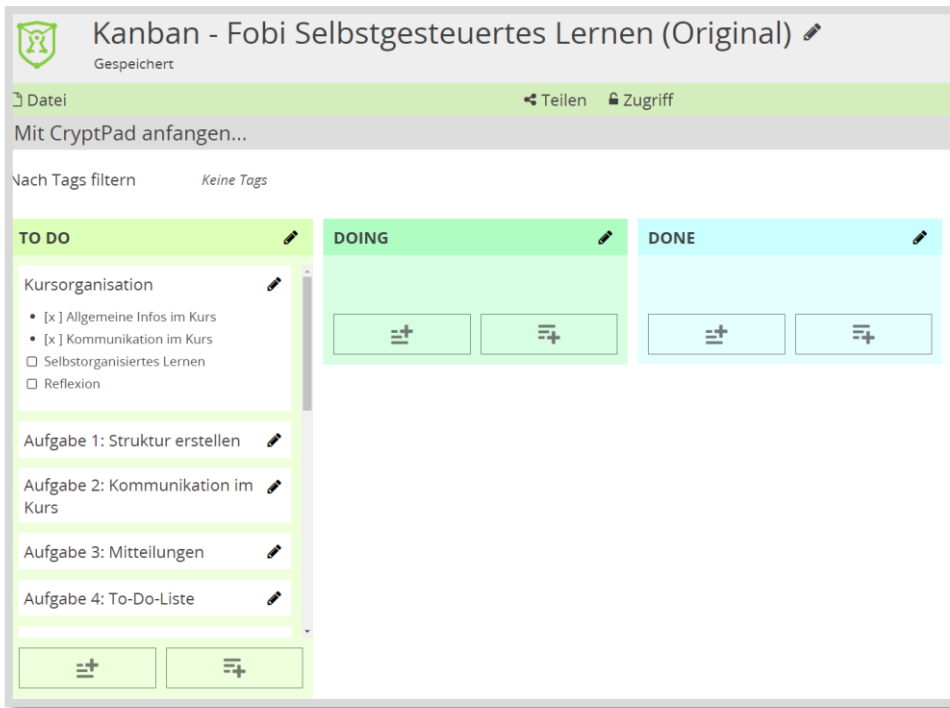 Kanban - Fobi Selbstgesteuertes Lernen (Original)
Gespeichert
Datei
Teilen
Zugriff
Mit CryptPad anfangen...
Nach Tags filtern
Keine Tags
TO DO
Kursorganisation
[x ] Allgemeine Infos im Kurs
[x ] Kommunikation im Kurs
Selbstorganisiertes Lernen
Reflexion
Aufgabe 1: Struktur erstellen
Aufgabe 2: Kommunikation im
Kurs
Aufgabe 3: Mitteilungen
Aufgabe 4: To-Do-Liste
DOING
DONE